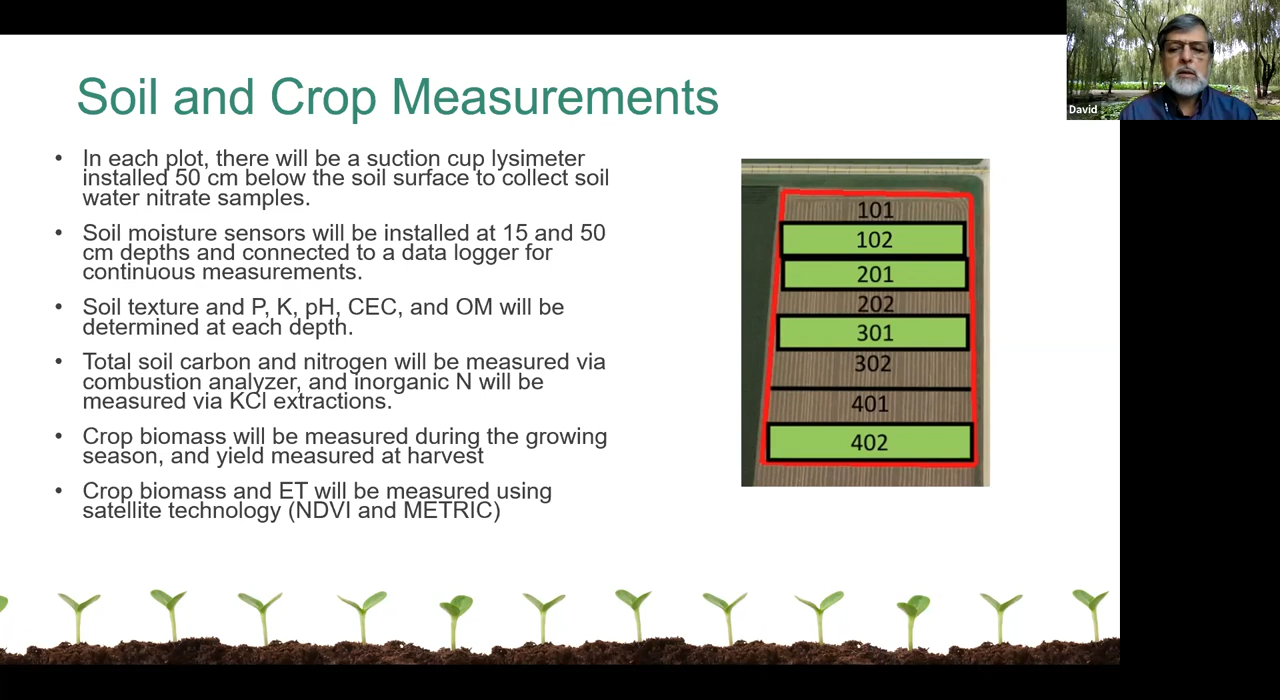 Soil and Crop Measurements
• In each plot, there will be a suction cup lysimeter
installed 50 cm below the soil surface to collect soil
water nitrate samples.
• Soil moisture sensors will be installed at 15 and 50
cm depths and connected to a data logger for
continuous measurements.
• Soil texture and P, K, pH, CEC, and OM will be
determined at each depth.
• Total soil carbon and nitrogen will be measured via
combustion analyzer, and inorganic N will be
measured via KCl extractions.
• Crop biomass will be measured during the growing
season, and yield measured at harvest
• Crop biomass and ET will be measured using
satellite technology (NDVI and METRIC)
101
102
201
202
301
302
401
402
David